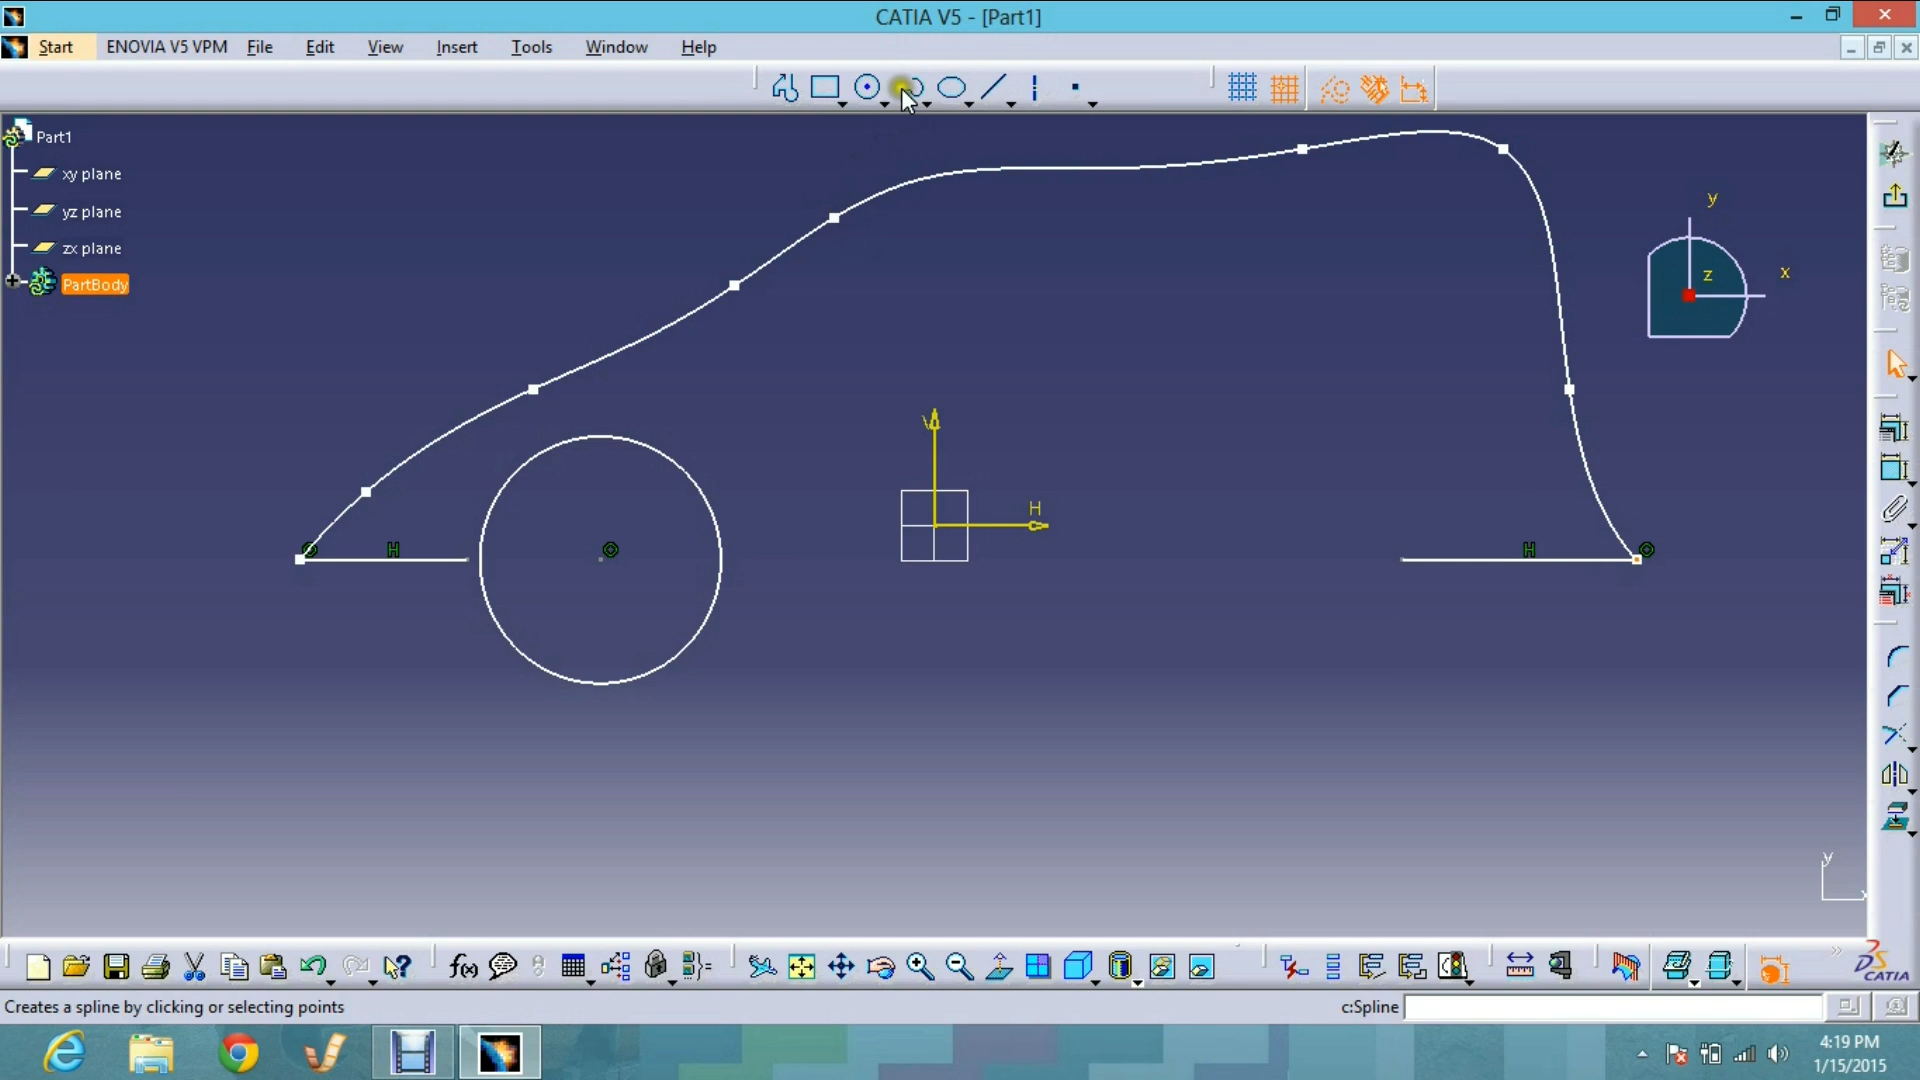 CATIA V5 - [Part1]
Start ENOVIA V5 VPM File Edit View Insert Tools Window Help
Part1
xy plane
yz plane
zx plane
PartBody
y
x
z
V
H
H
H
y
x
f(x)
CATIA
Creates a spline by clicking or selecting points
c:Spline
4:19 PM
1/15/2015